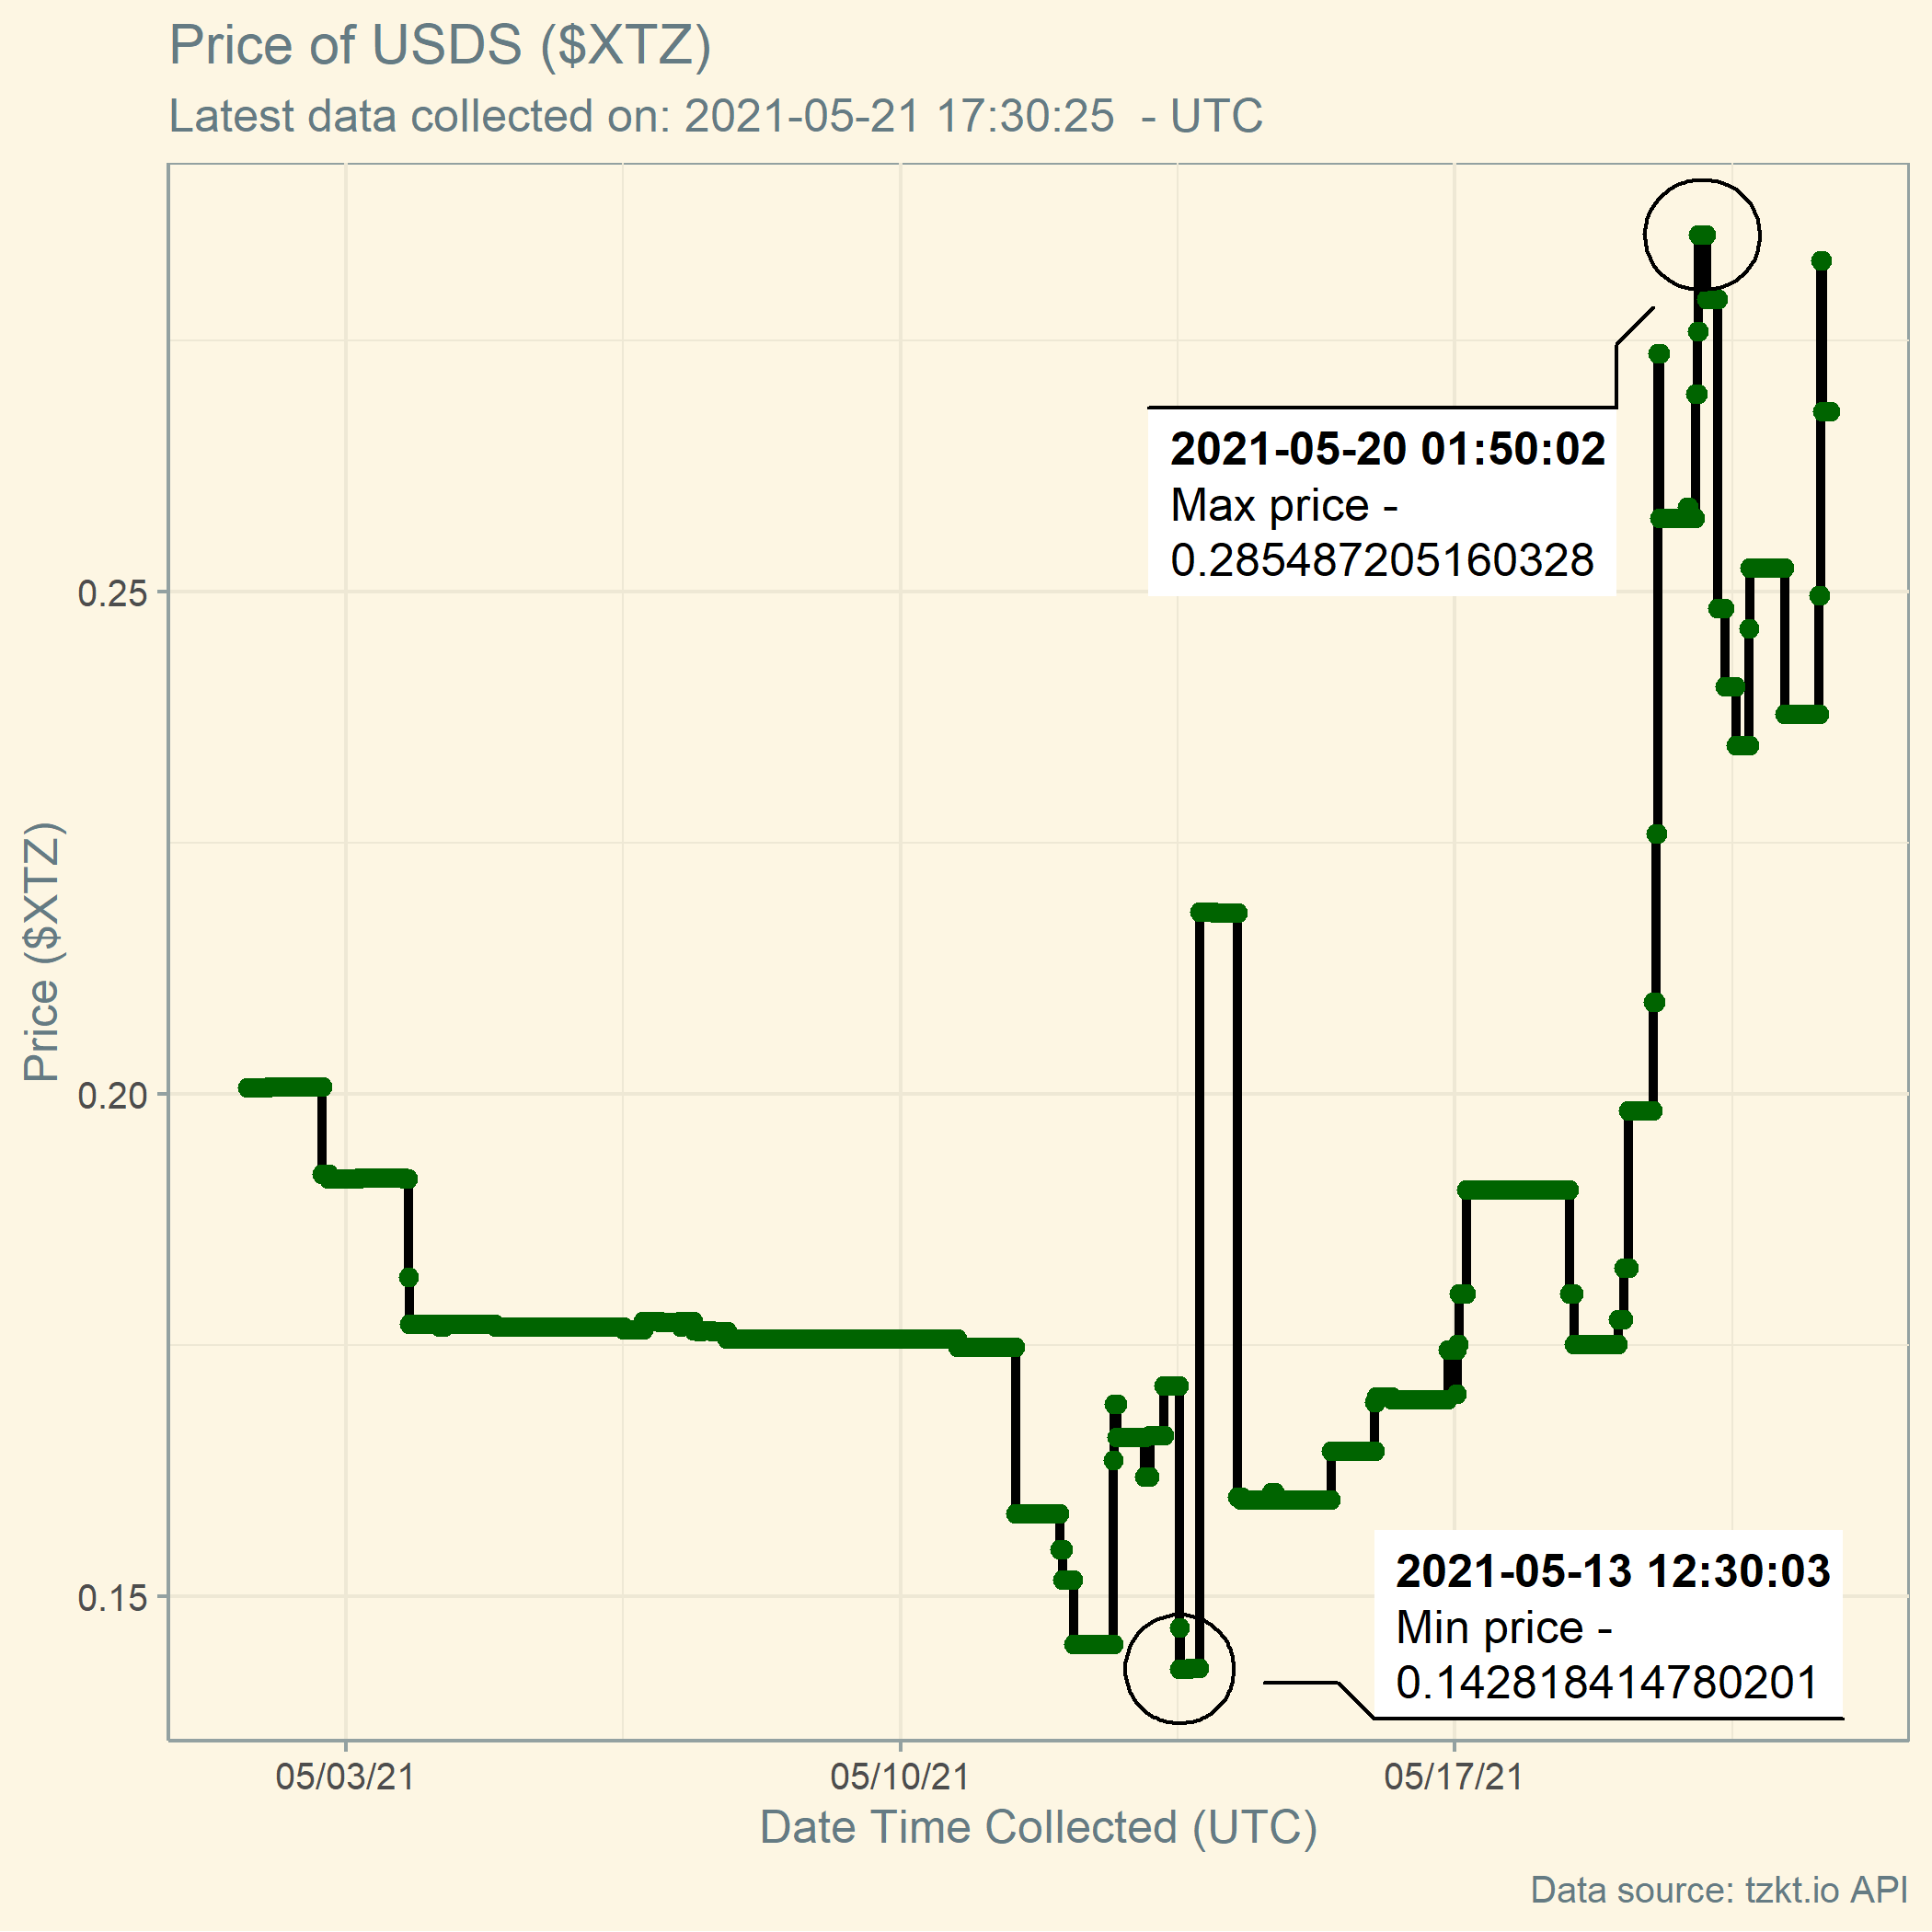 Price of USDS ($XTZ)
Latest data collected on: 2021-05-21 17:30:25  - UTC
2021-05-20 01:50:02
Max price -
0.285487205160328
0.25
Price ($XTZ)
0.20
0.15
2021-05-13 12:30:03
Min price -
0.142818414780201
05/03/21
05/10/21
05/17/21
Date Time Collected (UTC)
Data source: tzkt.io API